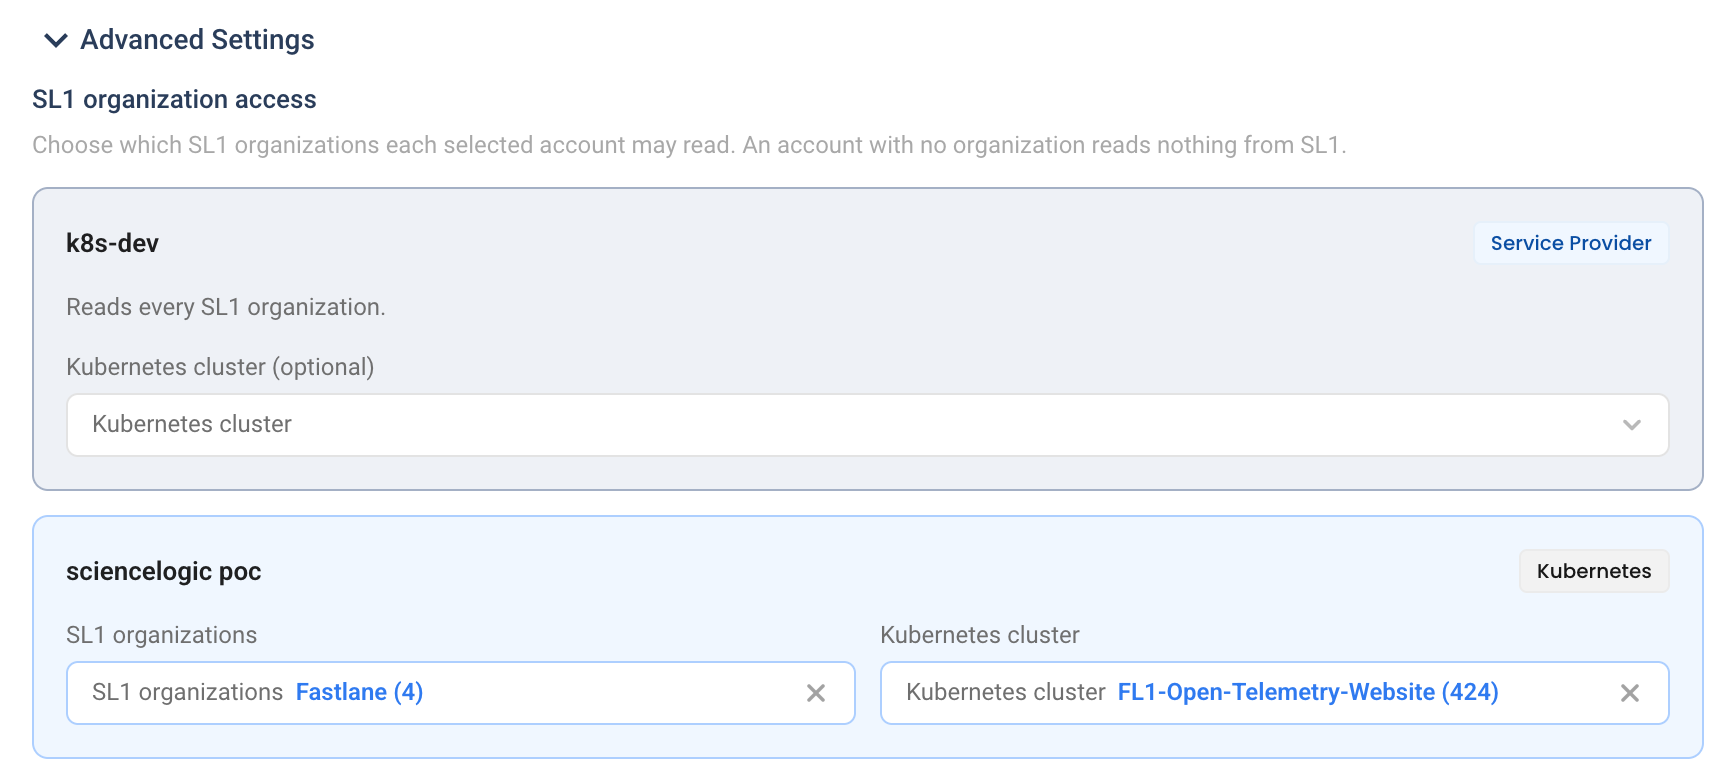 Advanced Settings
SL1 organization access
Choose which SL1 organizations each selected account may read. An account with no organization reads nothing from SL1.
k8s-dev
Service Provider
Reads every SL1 organization.
Kubernetes cluster (optional)
Kubernetes cluster
sciencelogic poc
Kubernetes
SL1 organizations
Kubernetes cluster
SL1 organizations Fastlane (4)
Kubernetes cluster FL1-Open-Telemetry-Website (424)